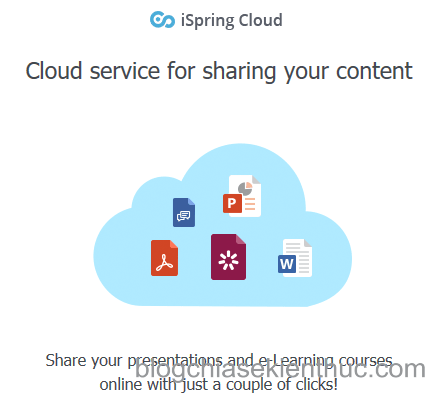 iSpring Cloud
Cloud service for sharing your content
P
W
Share your presentations and e-Learning courses
online with just a couple of clicks!
blogchiasekienthuc.com